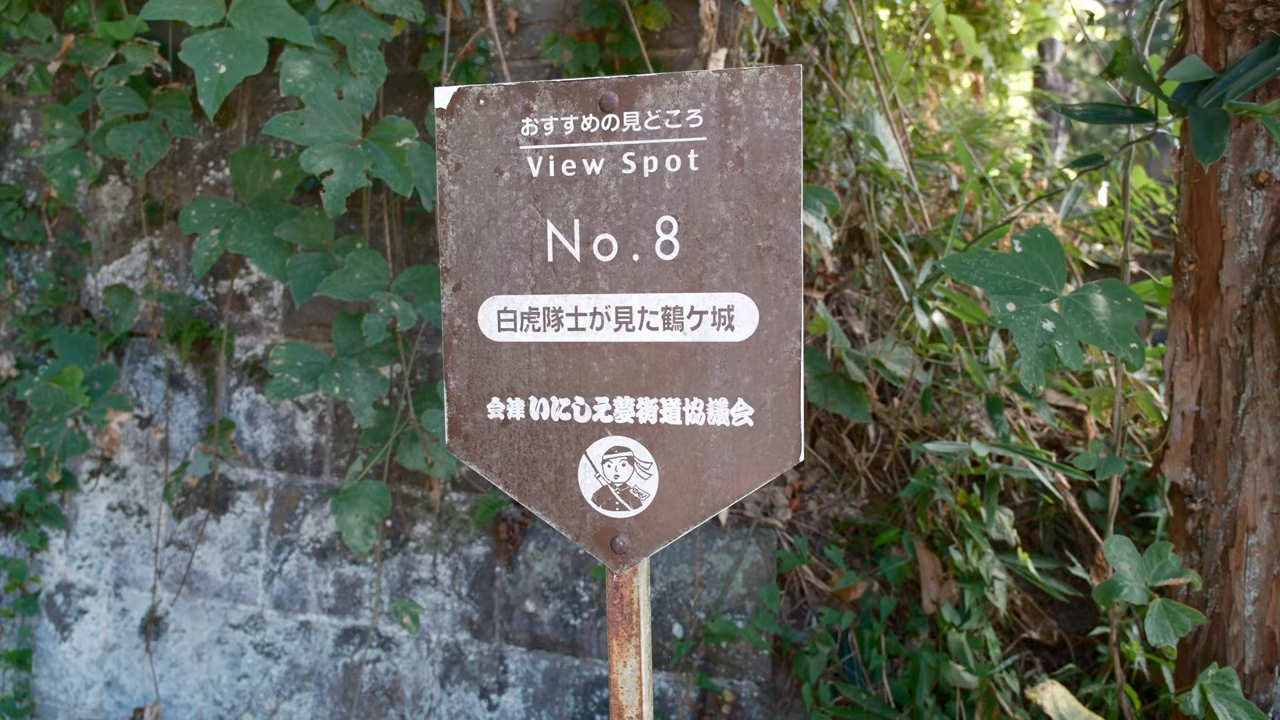 おすすめの見どころ
View Spot
No.8
白虎隊士が見た鶴ケ城
会津いにしえ夢街道協議会